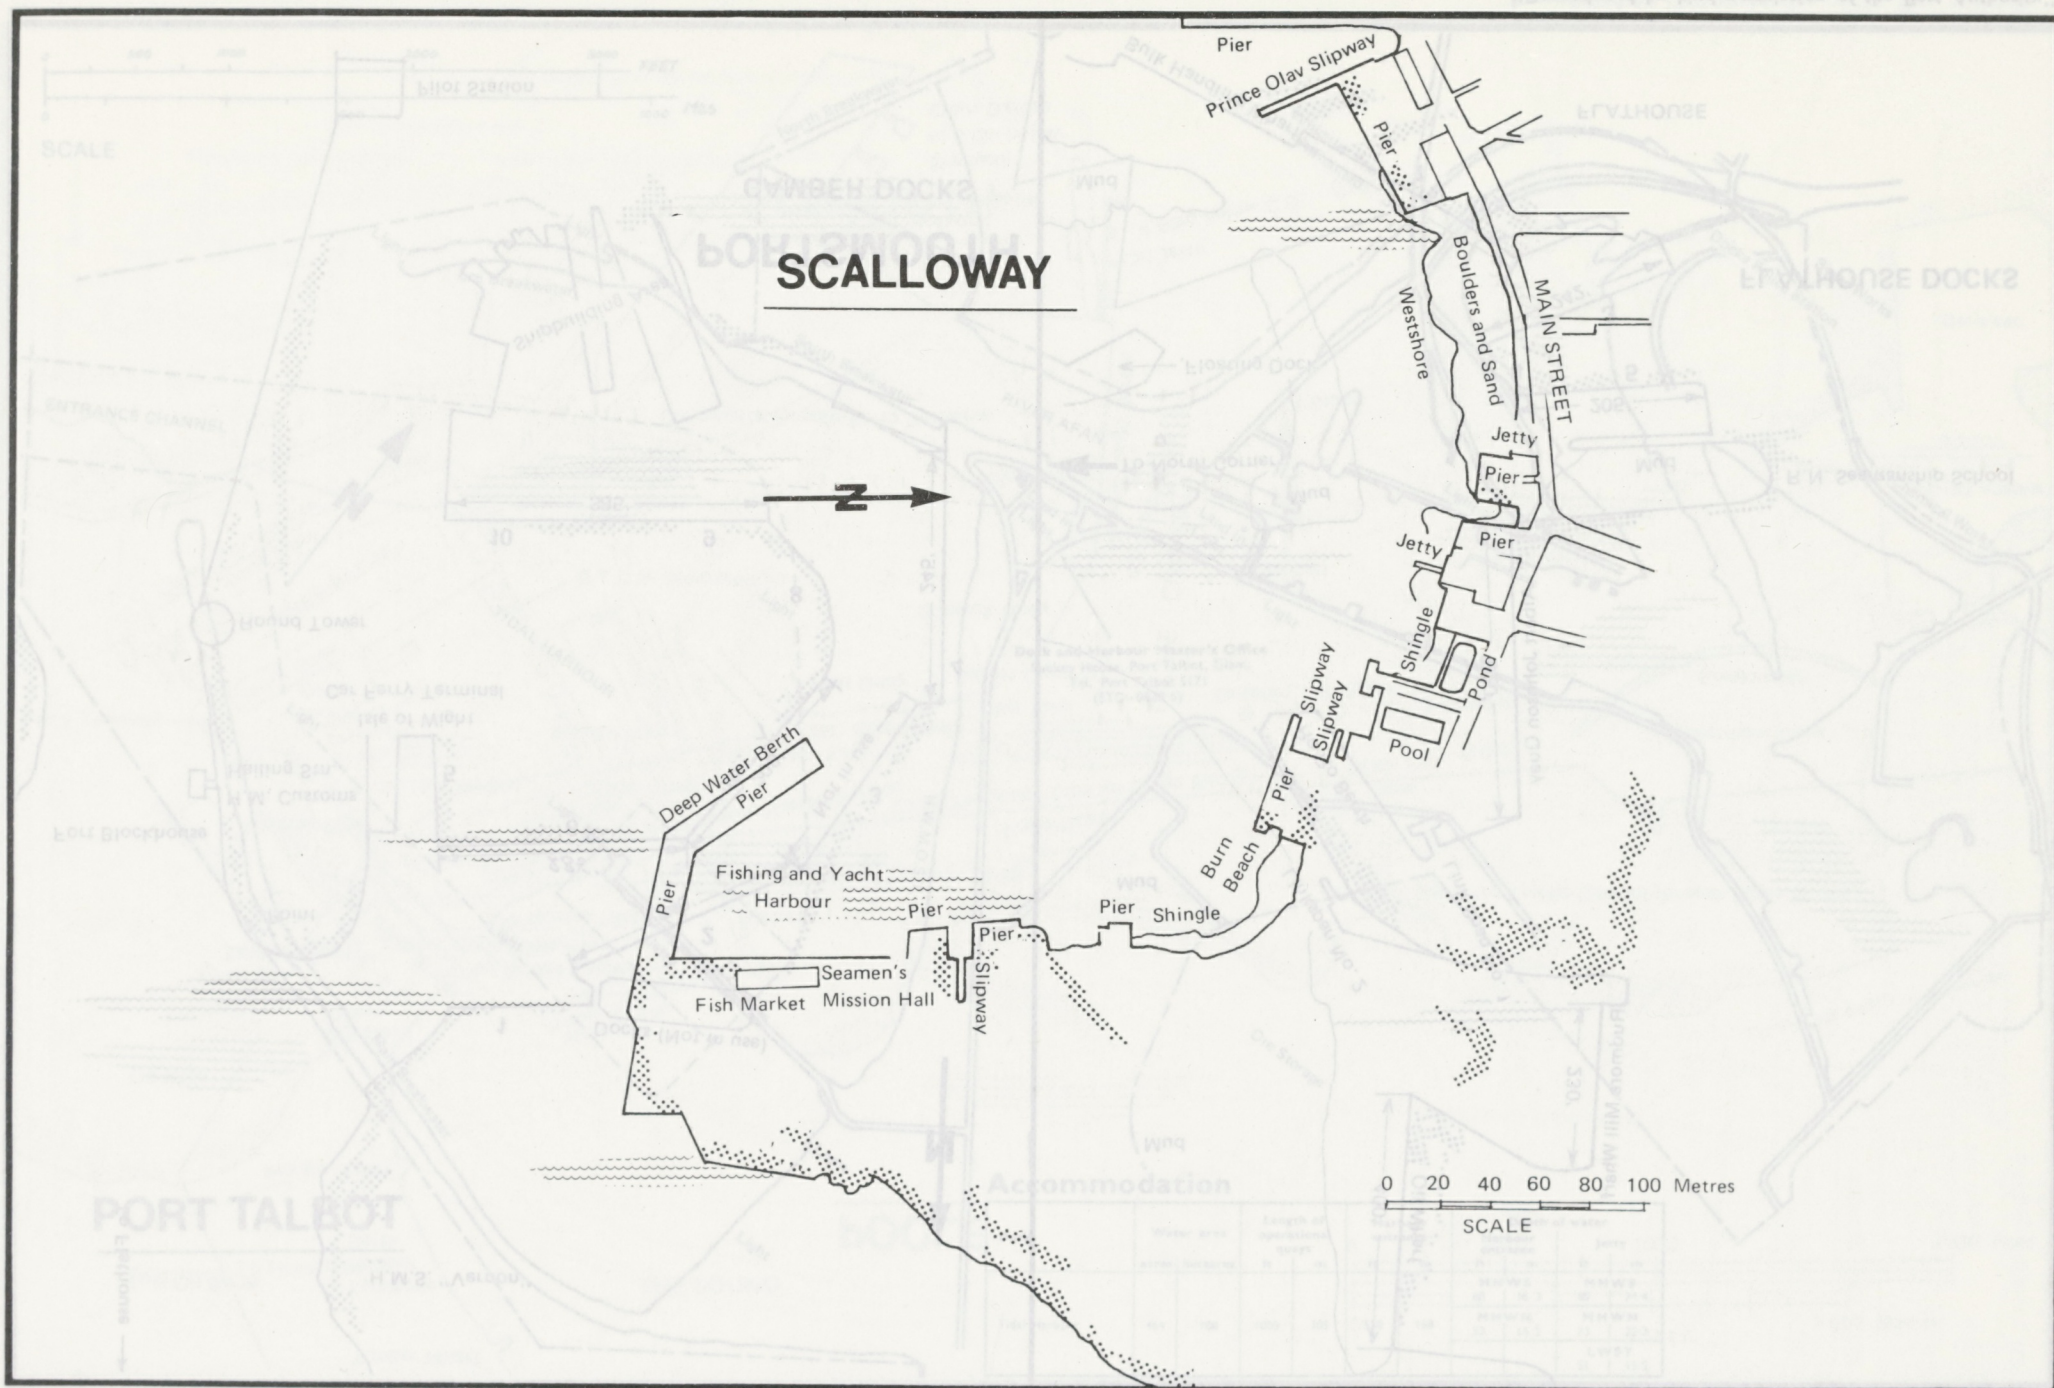 Pier
Prince Olav Slipway
Pier
SCALLOWAY
Boulders and Sand
Westshore
MAIN STREET
Jetty
Pier
N
Jetty
Pier
Shingle
Pond
Slipway
Slipway
Pool
Deep Water Berth
Pier
Pier
Burn
Beach
Pier
Fishing and Yacht
Harbour
Pier
Pier
Pier
Shingle
Seamen's
Mission Hall
Fish Market
Slipway
0 20 40 60 80 100 Metres
SCALE